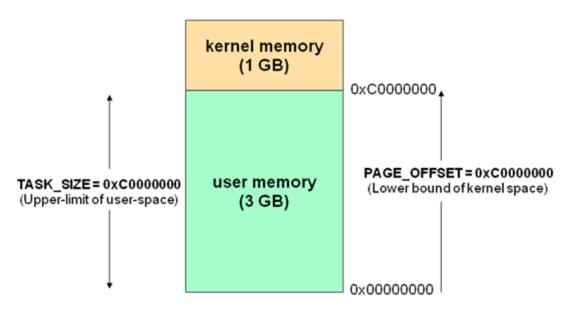 kernel memory
(1 GB)
0xC0000000
TASK_SIZE = 0xC0000000
(Upper-limit of user-space)
user memory
(3 GB)
PAGE_OFFSET = 0xC0000000
(Lower bound of kernel space)
0x00000000